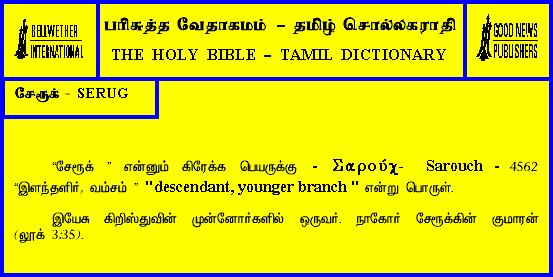 BELLWETHER
INTERNATIONAL
பரிசுத்த வேதாகமம் – தமிழ் சொல்லகராதி
THE HOLY BIBLE – TAMIL DICTIONARY
GOOD NEWS
PUBLISHERS
சேரூக் - SERUG
“சேரூக் ” என்னும் கிரேக்க பெயருக்கு - Σαρούχ- Sarouch - 4562
“இளந்தளிர், வம்சம் ” "descendant, younger branch " என்று பொருள்.
இயேசு கிறிஸ்துவின் முன்னோர்களில் ஒருவர். நாகோர் சேரூக்கின் குமாரன்
(லூக் 3:35).